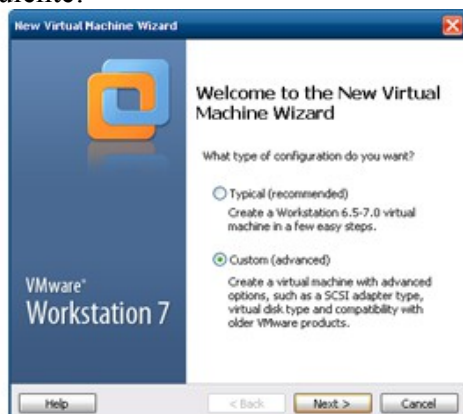 New Virtual Machine Wizard
Welcome to the New Virtual
Machine Wizard
What type of configuration do you want?
Typical (recommended)
Create a Workstation 6.5-7.0 virtual
machine in a few easy steps.
Custom (advanced)
Create a virtual machine with advanced
options, such as a SCSI adapter type,
virtual disk type and compatibility with
older VMware products.
VMware®
Workstation 7
Help
< Back
Next >
Cancel